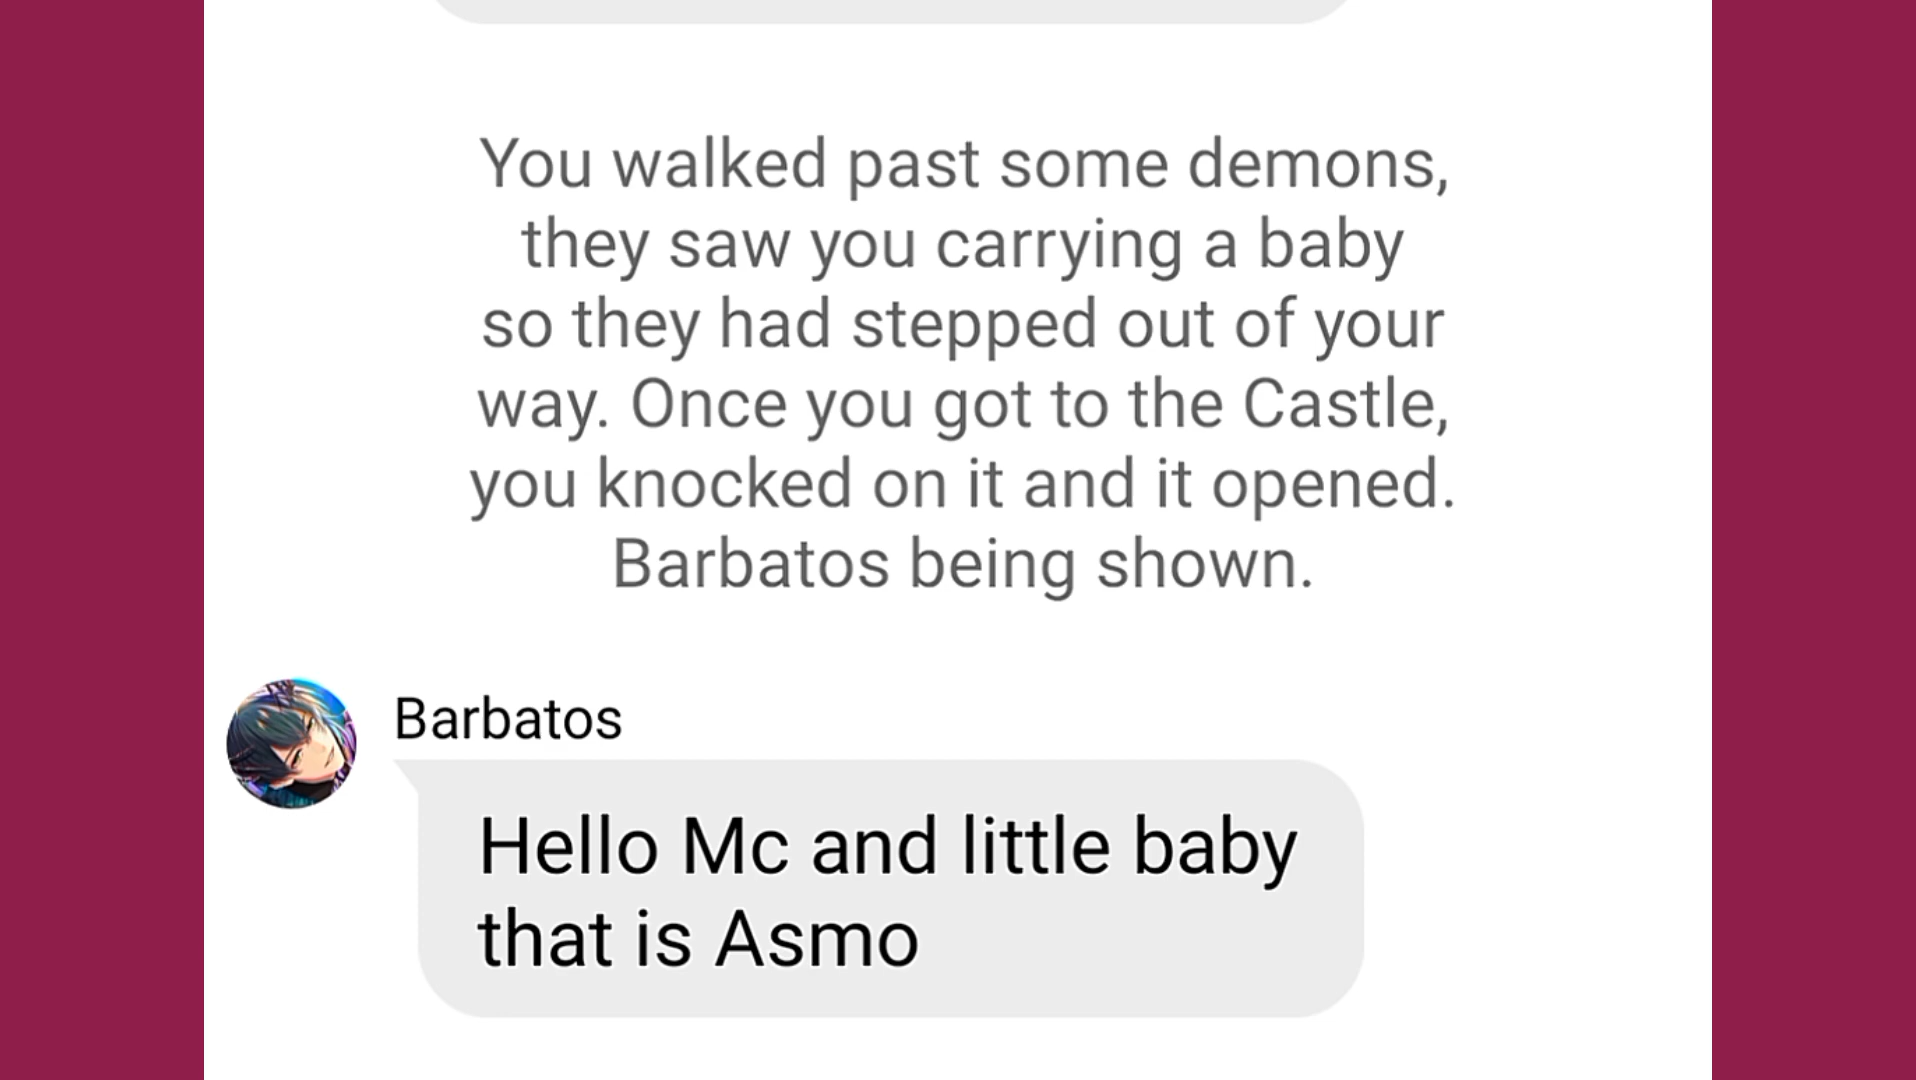 You walked past some demons,
they saw you carrying a baby
so they had stepped out of your
way. Once you got to the Castle,
you knocked on it and it opened.
Barbatos being shown.
Barbatos
Hello Mc and little baby
that is Asmo